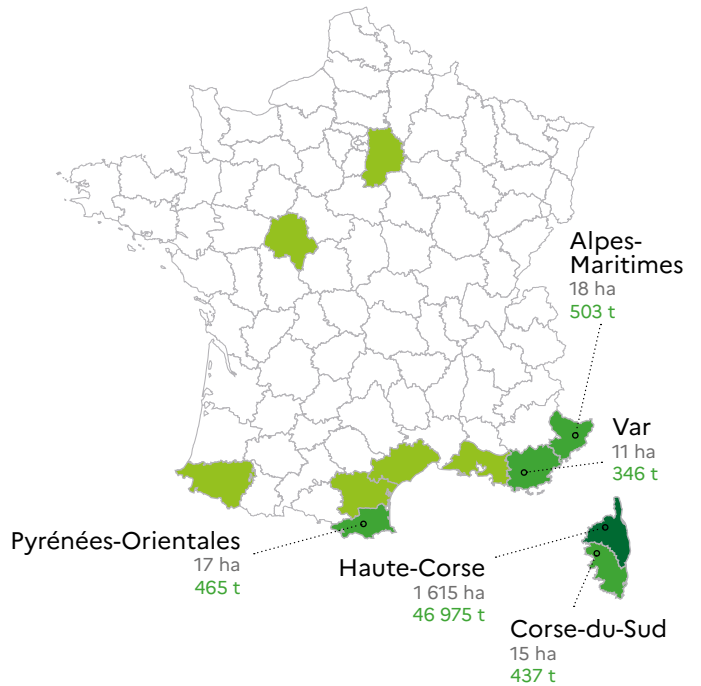 Alpes-
Maritimes
18 ha
503 t
Var
11 ha
346 t
Pyrénées-Orientales
17 ha
465 t
Haute-Corse
1 615 ha
46 975 t
Corse-du-Sud
15 ha
437 t